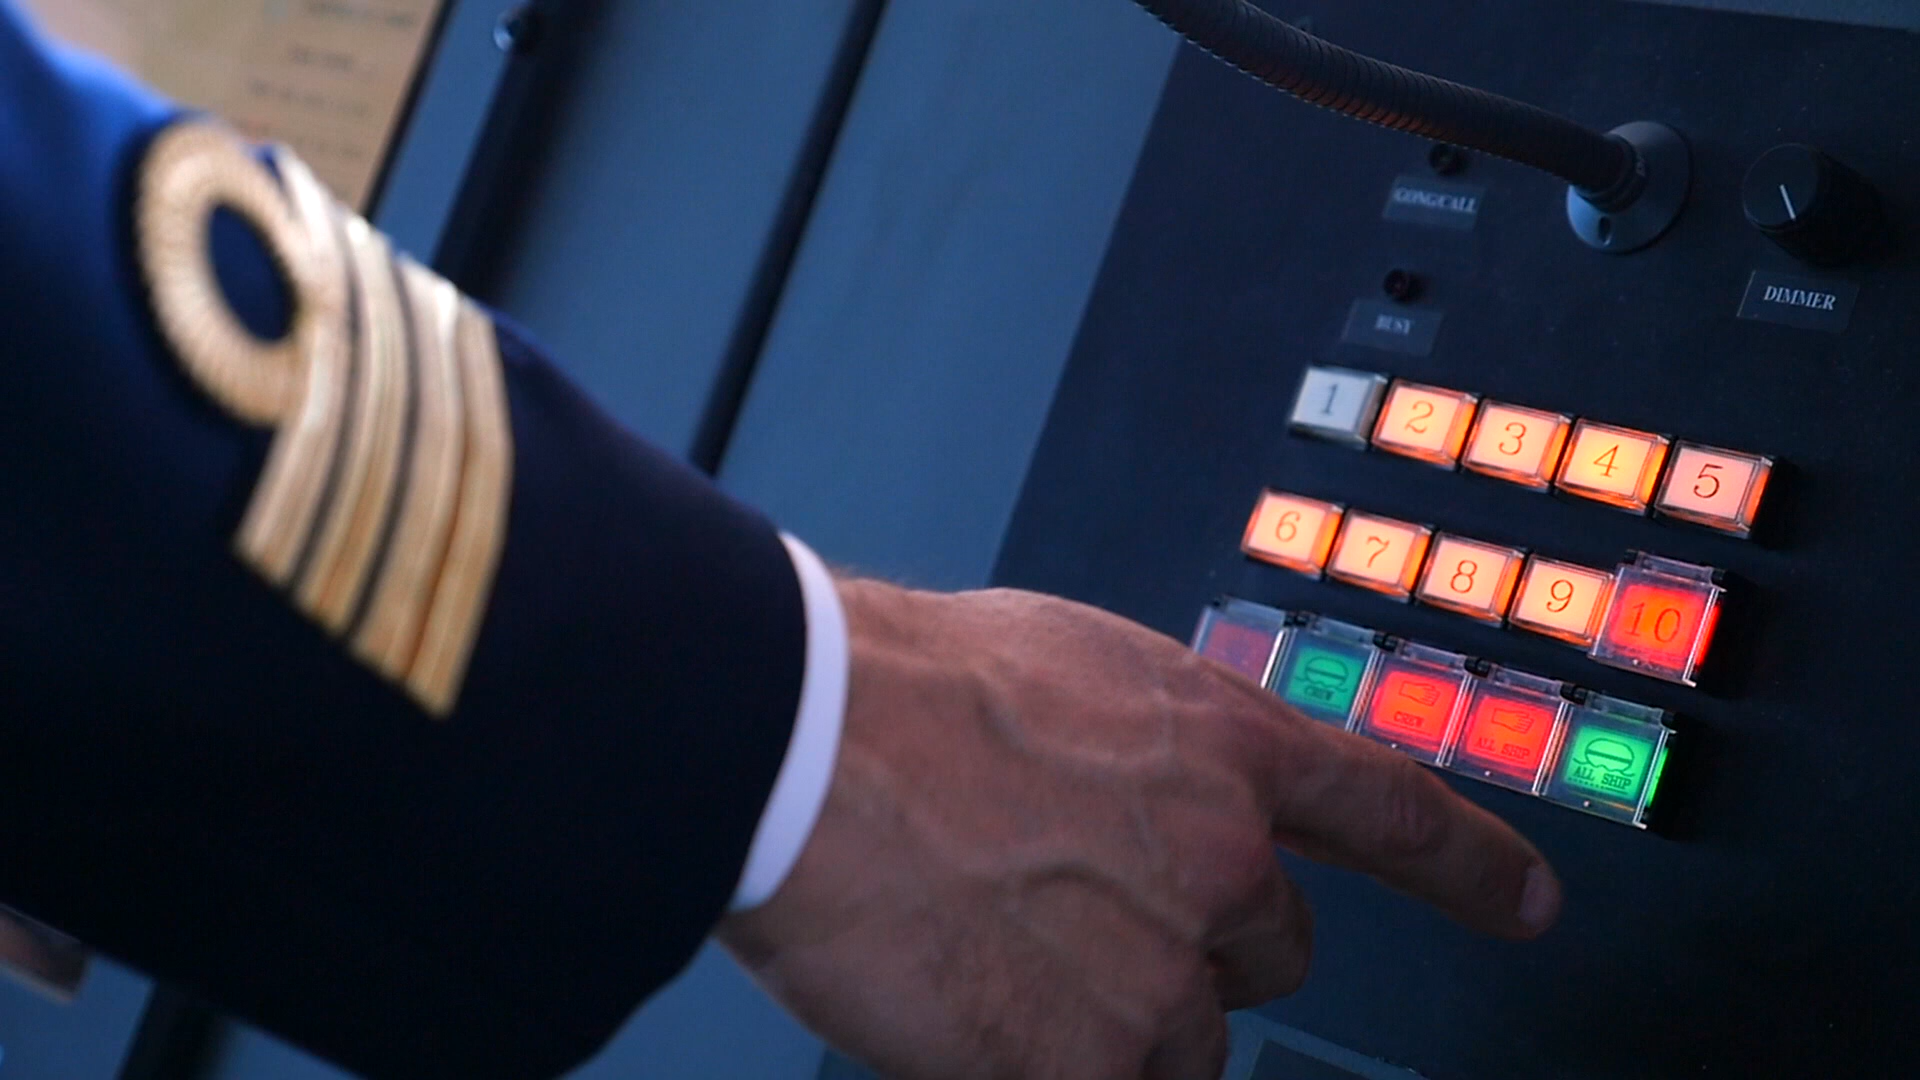 GONG/CALL
DIMMER
BUSY
1 2 3 4 5
6 7 8 9 10
CREW CREW ALL SHIP ALL SHIP